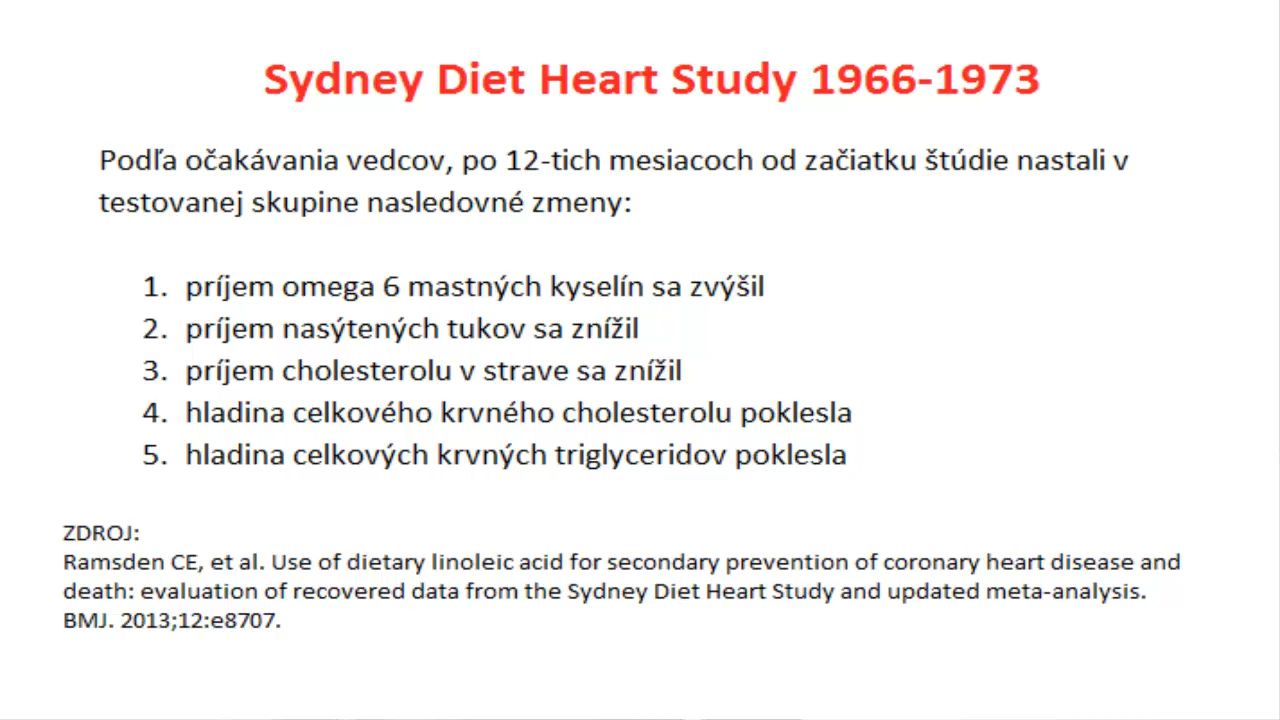 Sydney Diet Heart Study 1966-1973
Podľa očakávania vedcov, po 12-tich mesiacoch od začiatku štúdie nastali v
testovanej skupine nasledovné zmeny:
1. príjem omega 6 mastných kyselín sa zvýšil
2. príjem nasýtených tukov sa znížil
3. príjem cholesterolu v strave sa znížil
4. hladina celkového krvného cholesterolu poklesla
5. hladina celkových krvných triglyceridov poklesla
ZDROJ:
Ramsden CE, et al. Use of dietary linoleic acid for secondary prevention of coronary heart disease and
death: evaluation of recovered data from the Sydney Diet Heart Study and updated meta-analysis.
BMJ. 2013;12:e8707.